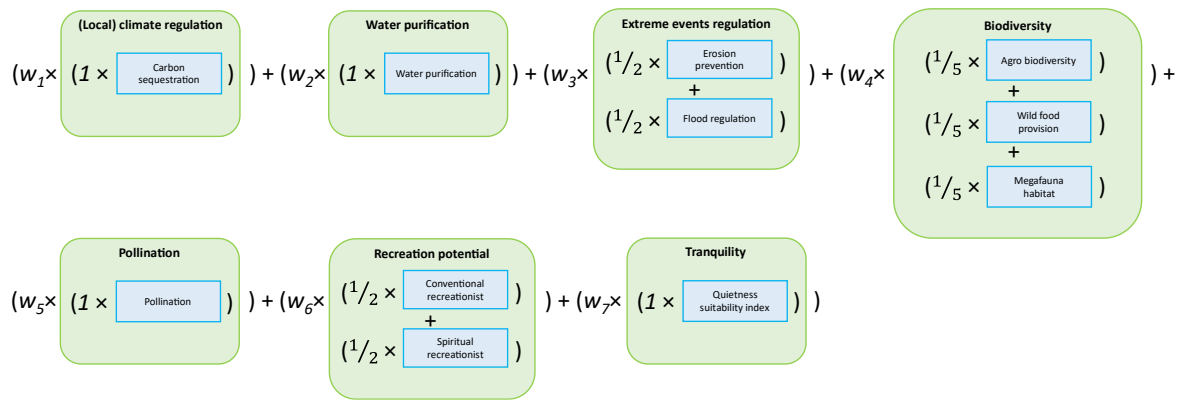 (Local) climate regulation
Water purification
Extreme events regulation
Biodiversity
(w1× (1 × Carbon sequestration ) ) + (w2× (1 × Water purification ) ) + (w3× (1/2 × Erosion prevention ) + (1/2 × Flood regulation ) ) + (w4× (1/5 × Agro biodiversity ) + (1/5 × Wild food provision ) + (1/5 × Megafauna habitat ) ) +
Pollination
Recreation potential
Tranquility
(w5× (1 × Pollination ) ) + (w6× (1/2 × Conventional recreationist ) + (1/2 × Spiritual recreationist ) ) + (w7× (1 × Quietness suitability index ) )